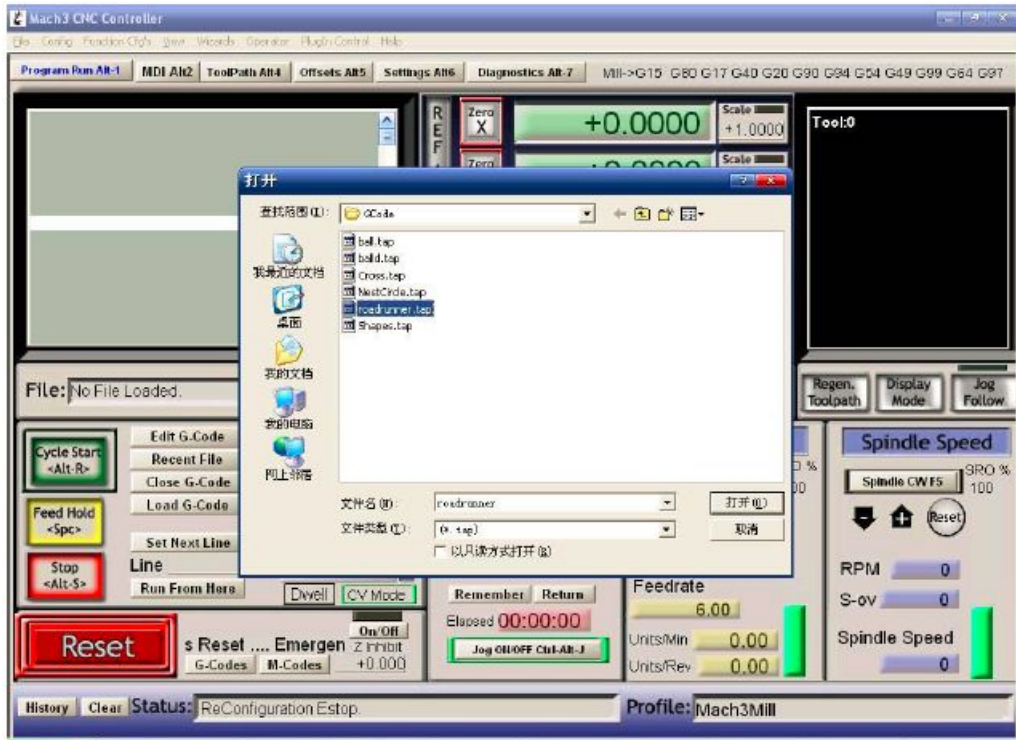 Mach3 CNC Controller
File Config Function Cfg's View Wizards Operator PlugIn Control Help
Program Run Alt-1 MDI Alt2 ToolPath Alt4 Offsets Alt5 Settings Alt6 Diagnostics Alt-7 Mill->G15 G80 G17 G40 G20 G90 G94 G54 G49 G99 G64 G97
R
E
F
Zero
X
+0.0000
Scale
+1.0000
Tool:0
Zero
Scale
打开
查找范围(I):
GCode
我最近的文档
桌面
我的文档
我的电脑
网上邻居
ball.tap
bald.tap
Cross.tap
NestCircle.tap
roadrunner.tap
Shapes.tap
文件名(N):
roadrunner
打开(O)
文件类型(T):
(*.tap)
取消
以只读方式打开(R)
File: No File Loaded.
Regen.
Toolpath
Display
Mode
Jog
Follow
Cycle Start
<Alt-R>
Feed Hold
<Spc>
Stop
<Alt-S>
Edit G-Code
Recent File
Close G-Code
Load G-Code
Set Next Line
Line
Run From Here
Dwell
CV Mode
Reset
s Reset .... Emergen
G-Codes
M-Codes
On/Off
Z Inhibit
+0.000
Remember
Return
Elapsed 00:00:00
Jog ON/OFF Ctrl-Alt-J
Feedrate
6.00
Units/Min 0.00
Units/Rev 0.00
Spindle Speed
Spindle CW F5
SRO %
100
Reset
RPM 0
S-ov 0
Spindle Speed
0
History
Clear
Status: ReConfiguration Estop.
Profile: Mach3Mill